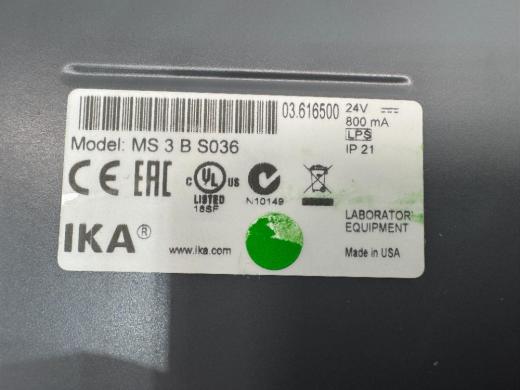 03.616500
24V
800 mA
LPS
IP 21
Model: MS 3 B S036
CE EAC c UL US
LISTED
16SF
N10149
IKA®
www.ika.com
LABORATOR
EQUIPMENT
Made in USA